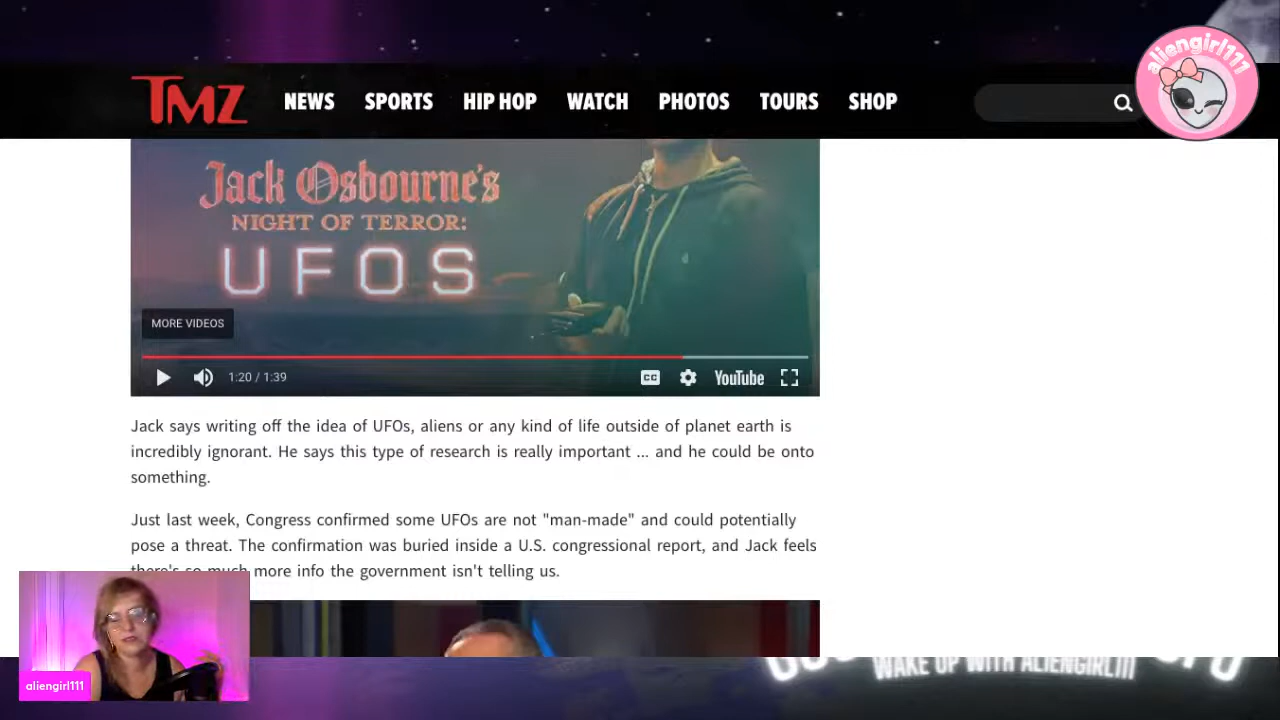 aliengirl111
TMZ
NEWS SPORTS HIP HOP WATCH PHOTOS TOURS SHOP
Jack Osbourne's
NIGHT OF TERROR:
UFOS
MORE VIDEOS
1:20 / 1:39
CC
YouTube
Jack says writing off the idea of UFOs, aliens or any kind of life outside of planet earth is
incredibly ignorant. He says this type of research is really important ... and he could be onto
something.
Just last week, Congress confirmed some UFOs are not "man-made" and could potentially
pose a threat. The confirmation was buried inside a U.S. congressional report, and Jack feels
there's so much more info the government isn't telling us.
aliengirl111
WAKE UP WITH ALIENGIRL111